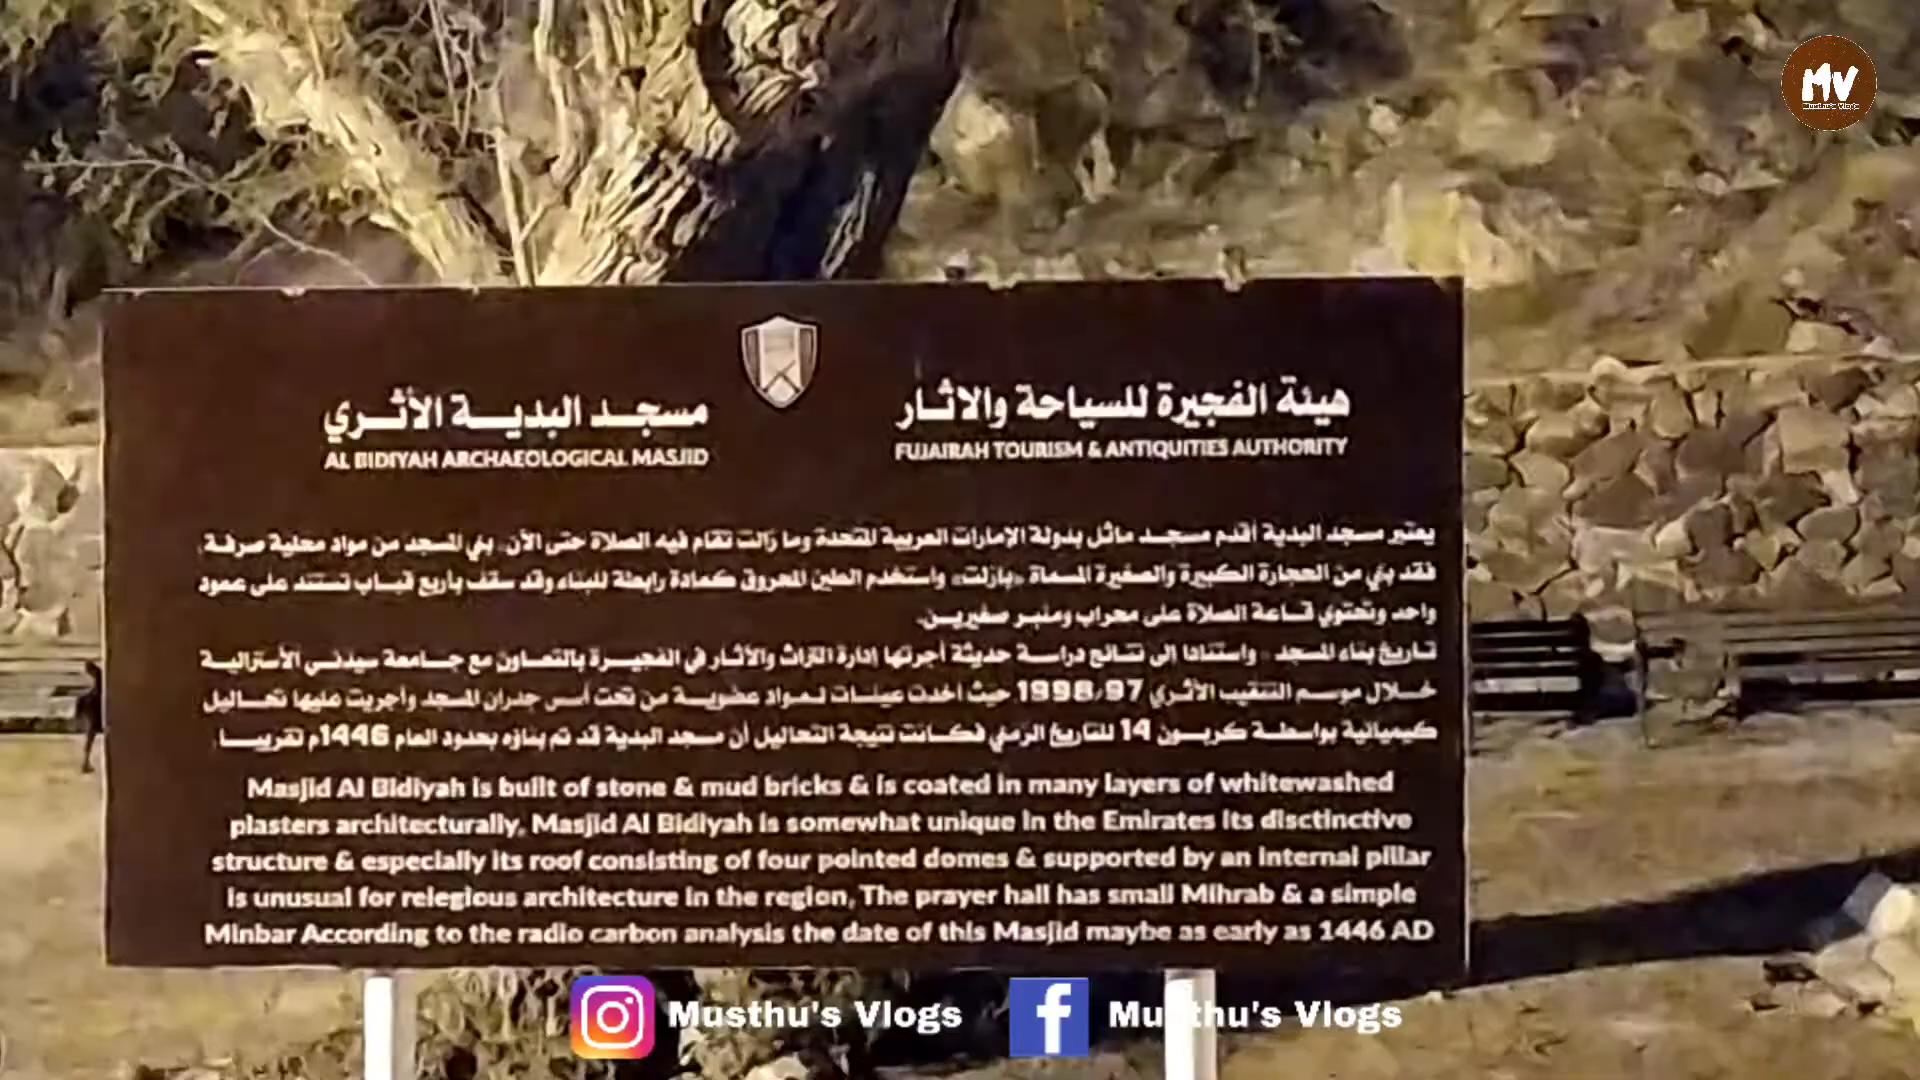 MV
Musthu's Vlogs
هيئة الفجيرة للسياحة والاثار
FUJAIRAH TOURISM & ANTIQUITIES AUTHORITY
مسجد البدية الأثري
AL BIDIYAH ARCHAEOLOGICAL MASJID
يعتبر مسجد البدية أقدم مسجد ماثل بدولة الإمارات العربية المتحدة وما زالت تقام فيه الصلاة حتى الآن. بني المسجد من مواد محلية صرفة،
فقد بني من الحجارة الكبيرة والصغيرة المسماة «بازلت» واستخدم الطين المحروق كمادة رابطة للبناء وقد سقف بأربع قباب تستند على عمود
واحد وتحتوي قاعة الصلاة على محراب ومنبر صغيرين.
تاريخ بناء المسجد : واستنادا إلى نتائج دراسة حديثة أجرتها إدارة التراث والآثار في الفجيرة بالتعاون مع جامعة سيدني الأسترالية
خلال موسم التنقيب الأثري 1998/97 حيث أخذت عينات لمواد عضوية من تحت أسس جدران المسجد وأجريت عليها تحاليل
كيميائية بواسطة كربون 14 للتاريخ الزمني فكانت نتيجة التحاليل أن مسجد البدية قد تم بناؤه بحدود العام 1446م تقريبا.
Masjid Al Bidiyah is built of stone & mud bricks & is coated in many layers of whitewashed
plasters architecturally, Masjid Al Bidiyah is somewhat unique in the Emirates its disctinctive
structure & especially its roof consisting of four pointed domes & supported by an internal pillar
is unusual for relegious architecture in the region, The prayer hall has small Mihrab & a simple
Minbar According to the radio carbon analysis the date of this Masjid maybe as early as 1446 AD
Musthu's Vlogs
Musthu's Vlogs